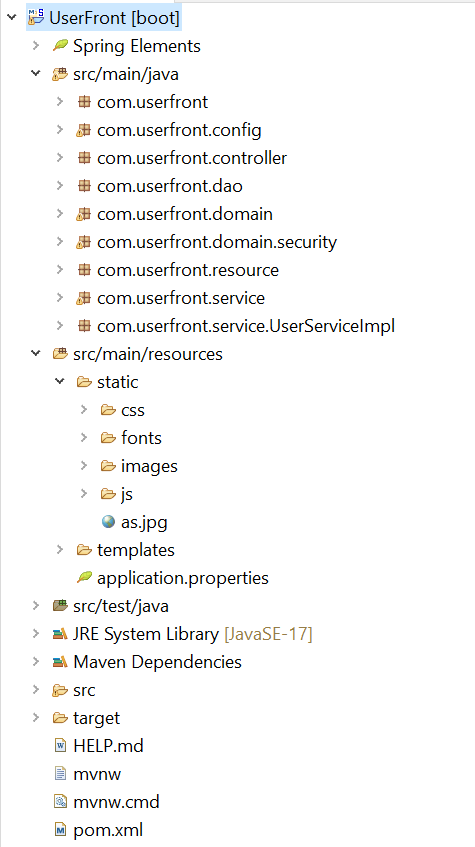 UserFront [boot]
Spring Elements
src/main/java
com.userfront
com.userfront.config
com.userfront.controller
com.userfront.dao
com.userfront.domain
com.userfront.domain.security
com.userfront.resource
com.userfront.service
com.userfront.service.UserServiceImpl
src/main/resources
static
css
fonts
images
js
as.jpg
templates
application.properties
src/test/java
JRE System Library [JavaSE-17]
Maven Dependencies
src
target
HELP.md
mvnw
mvnw.cmd
pom.xml